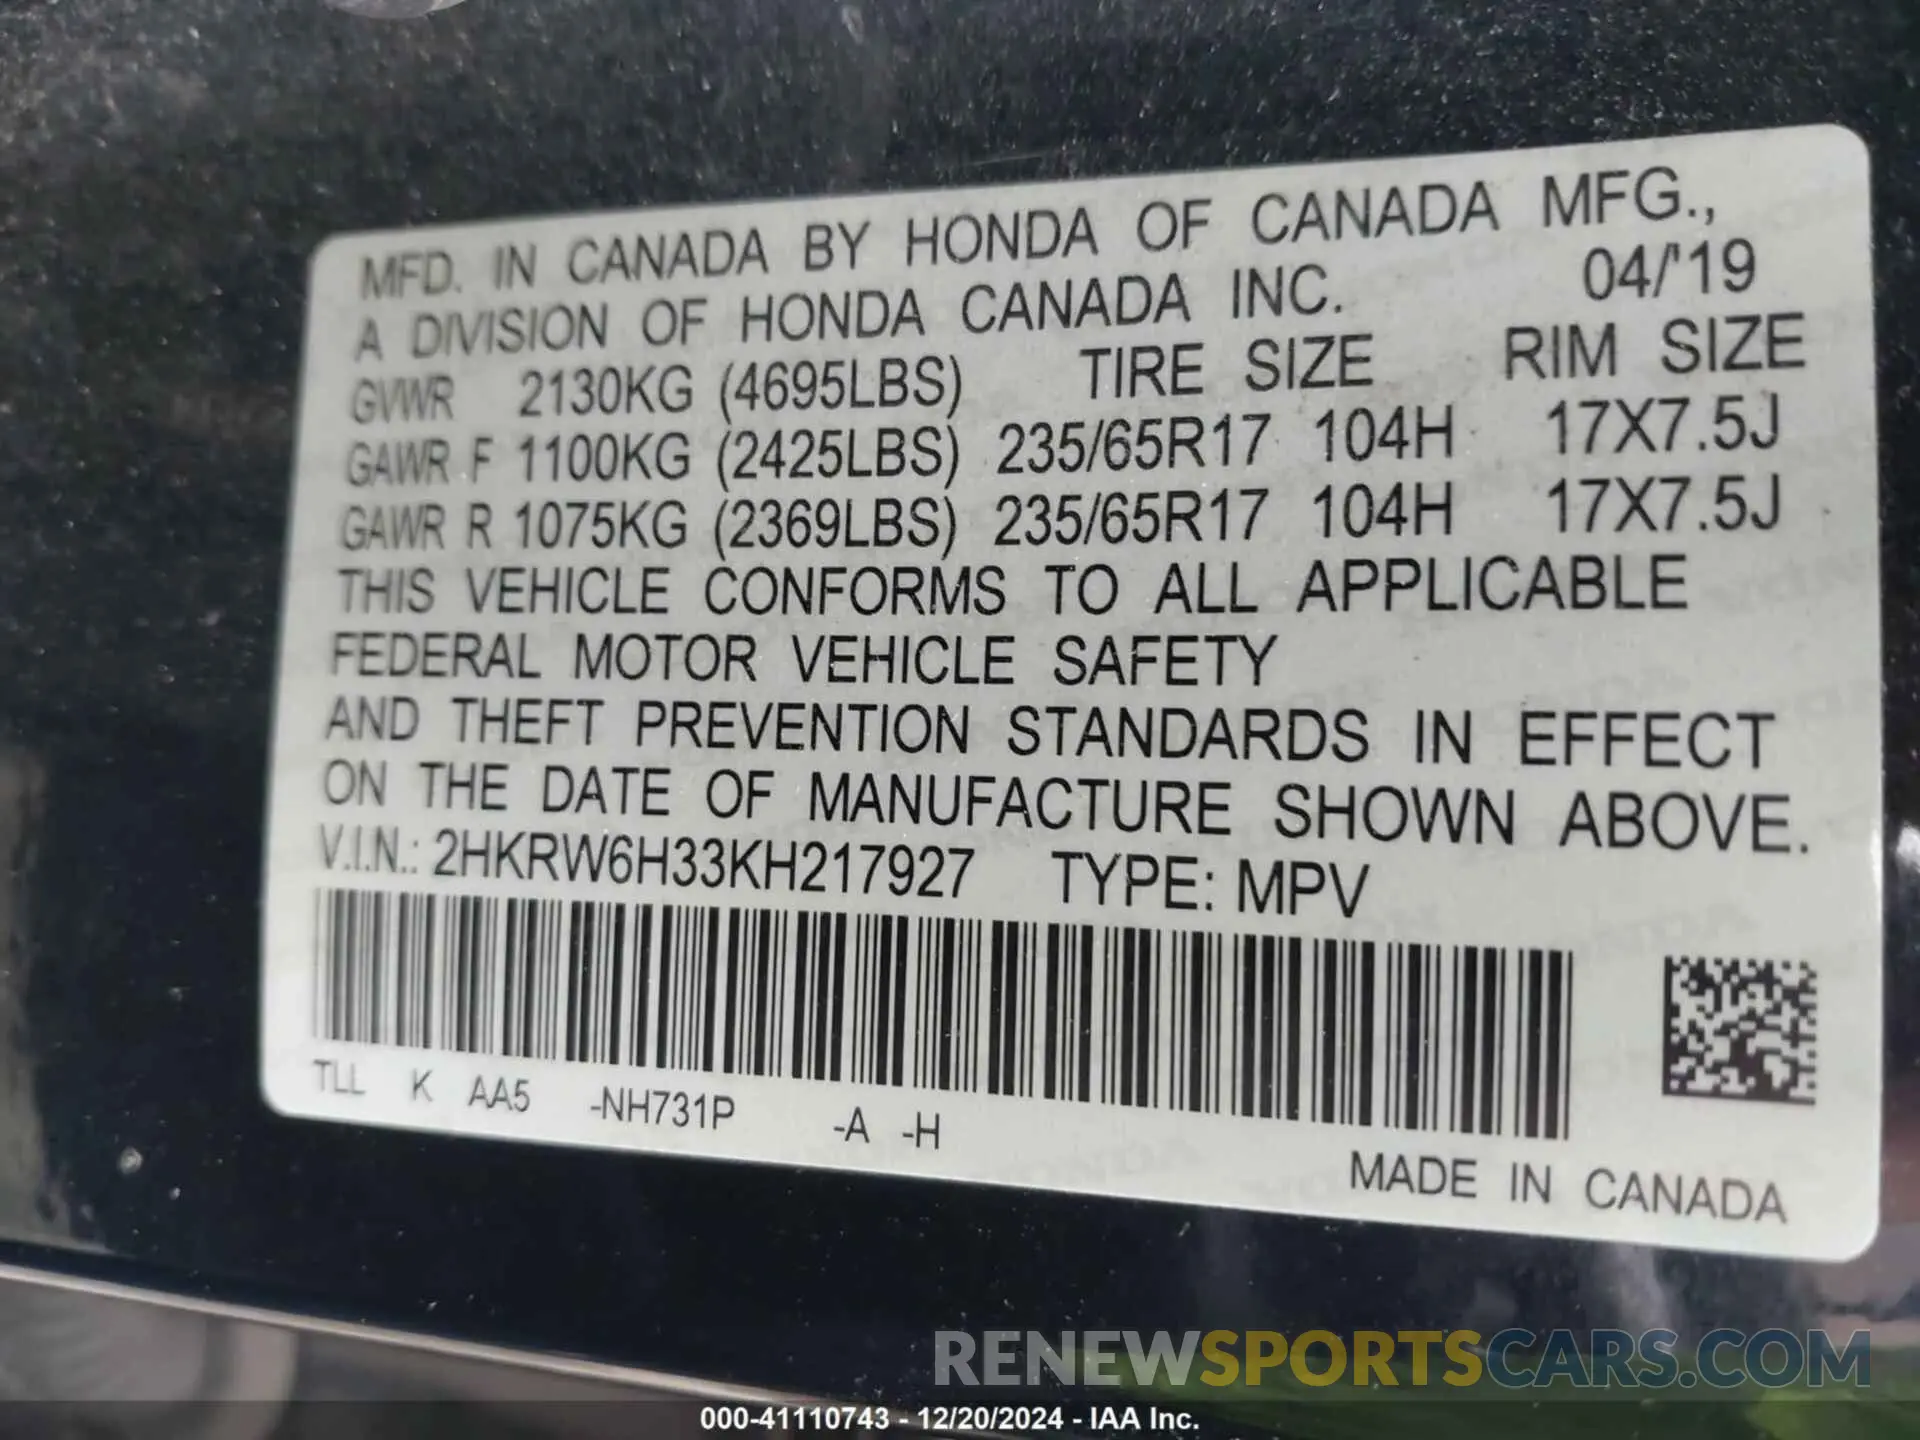 MFD. IN CANADA BY HONDA OF CANADA MFG.,
A DIVISION OF HONDA CANADA INC. 04/'19
GVWR 2130KG (4695LBS) TIRE SIZE RIM SIZE
GAWR F 1100KG (2425LBS) 235/65R17 104H 17X7.5J
GAWR R 1075KG (2369LBS) 235/65R17 104H 17X7.5J
THIS VEHICLE CONFORMS TO ALL APPLICABLE
FEDERAL MOTOR VEHICLE SAFETY
AND THEFT PREVENTION STANDARDS IN EFFECT
ON THE DATE OF MANUFACTURE SHOWN ABOVE.
V.I.N.: 2HKRW6H33KH217927 TYPE: MPV
TLL K AA5 -NH731P -A -H
MADE IN CANADA
RENEWSPORTSCARS.COM
000-41110743 - 12/20/2024 - IAA Inc.